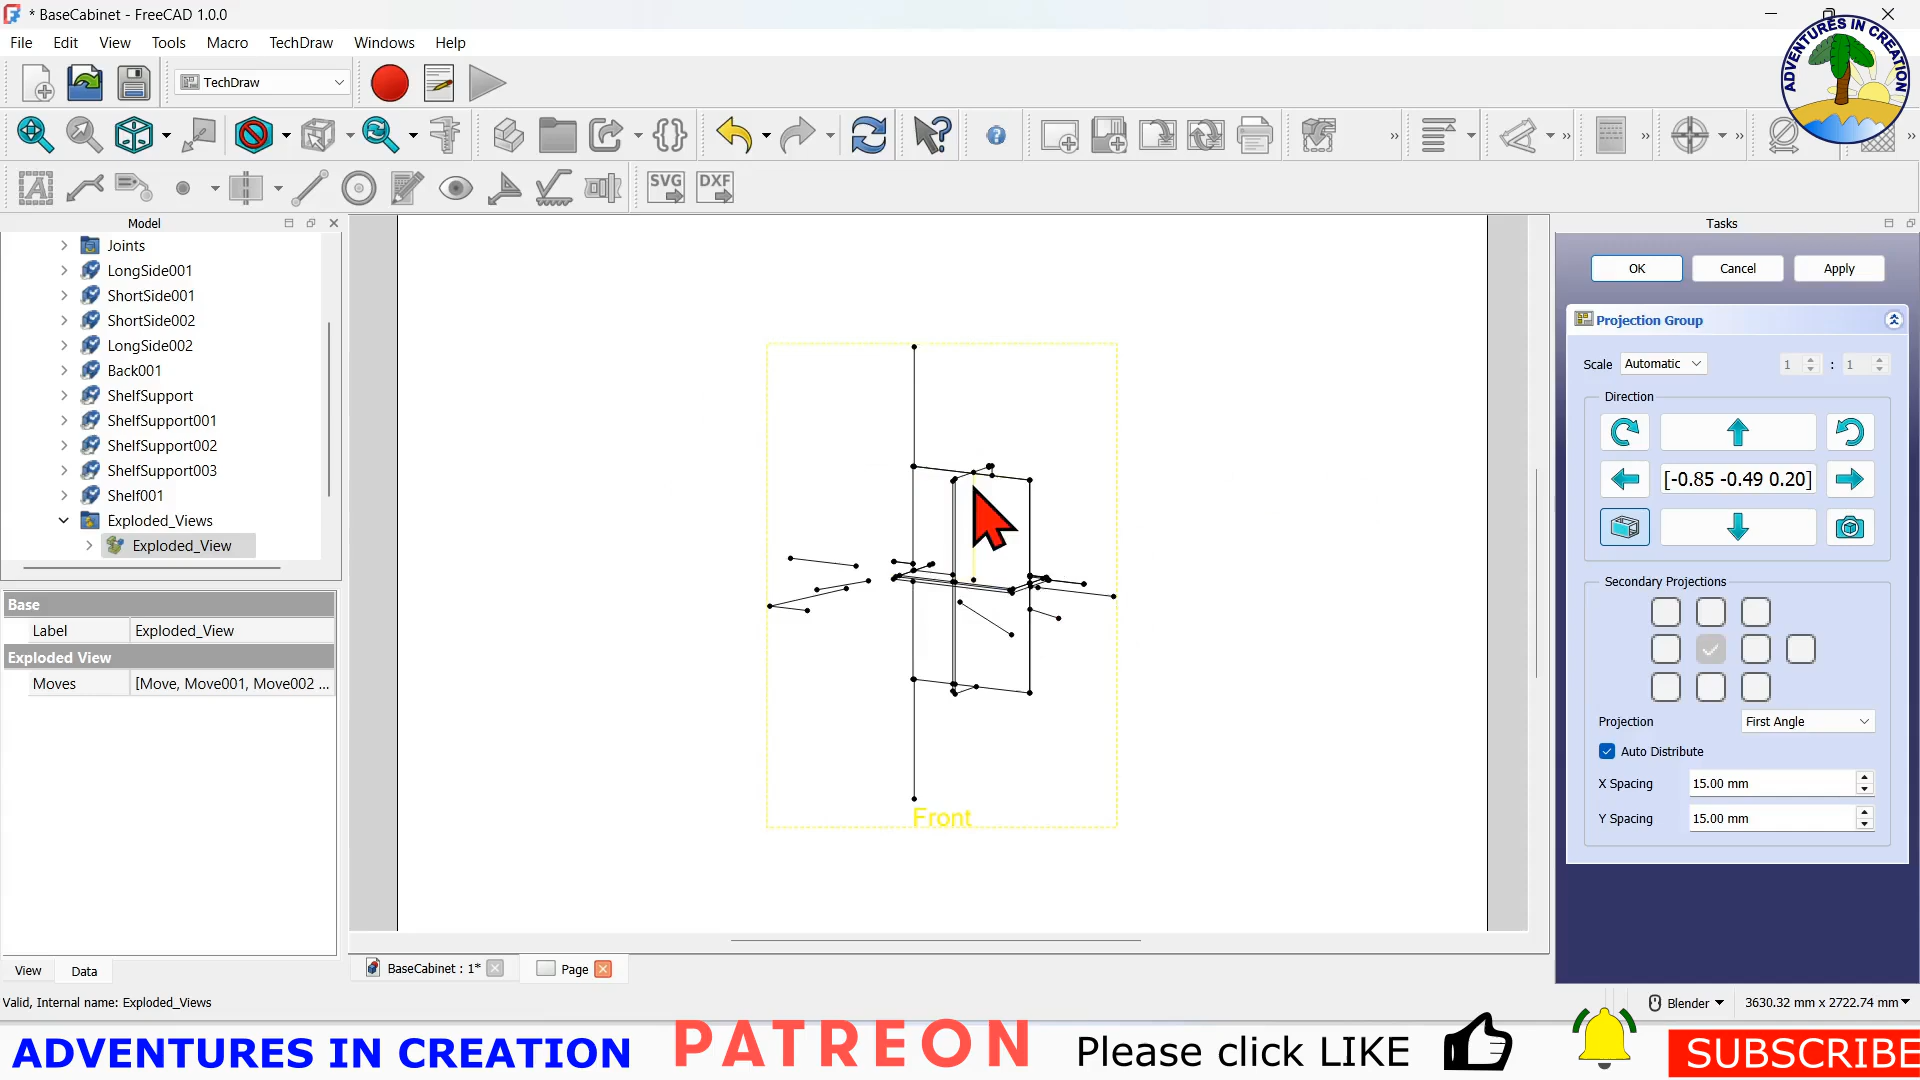 * BaseCabinet - FreeCAD 1.0.0
File Edit View Tools Macro TechDraw Windows Help
TechDraw
ADVENTURES IN CREATION
SVG DXF
Model
Joints
LongSide001
ShortSide001
ShortSide002
LongSide002
Back001
ShelfSupport
ShelfSupport001
ShelfSupport002
ShelfSupport003
Shelf001
Exploded_Views
Exploded_View
Base
Label Exploded_View
Exploded View
Moves [Move, Move001, Move002 ...
View Data
Front
BaseCabinet : 1*
Page
Tasks
OK Cancel Apply
Projection Group
Scale Automatic 1 : 1
Direction
[-0.85 -0.49 0.20]
Secondary Projections
Projection First Angle
Auto Distribute
X Spacing 15.00 mm
Y Spacing 15.00 mm
Valid, Internal name: Exploded_Views
Blender 3630.32 mm x 2722.74 mm
ADVENTURES IN CREATION PATREON Please click LIKE SUBSCRIBE